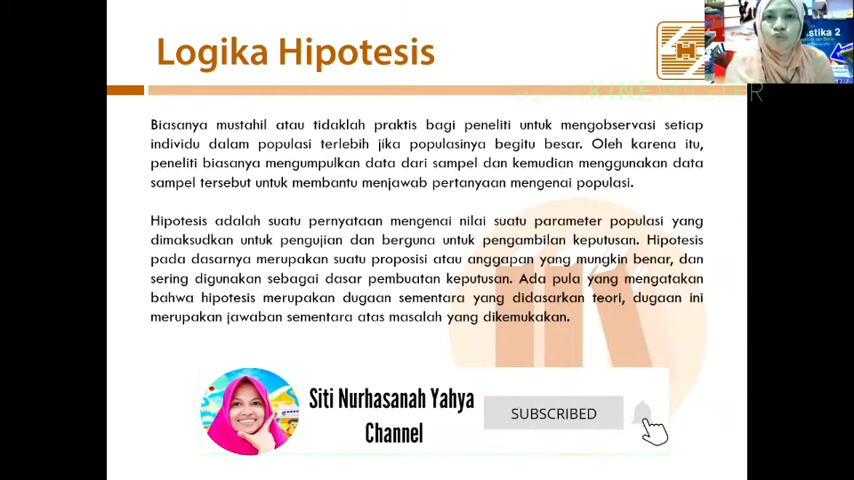 Logika Hipotesis
stika 2
KINEMASTER
Biasanya mustahil atau tidaklah praktis bagi peneliti untuk mengobservasi setiap
individu dalam populasi terlebih jika populasinya begitu besar. Oleh karena itu,
peneliti biasanya mengumpulkan data dari sampel dan kemudian menggunakan data
sampel tersebut untuk membantu menjawab pertanyaan mengenai populasi.
Hipotesis adalah suatu pernyataan mengenai nilai suatu parameter populasi yang
dimaksudkan untuk pengujian dan berguna untuk pengambilan keputusan. Hipotesis
pada dasarnya merupakan suatu proposisi atau anggapan yang mungkin benar, dan
sering digunakan sebagai dasar pembuatan keputusan. Ada pula yang mengatakan
bahwa hipotesis merupakan dugaan sementara yang didasarkan teori, dugaan ini
merupakan jawaban sementara atas masalah yang dikemukakan.
Siti Nurhasanah Yahya
Channel
SUBSCRIBED